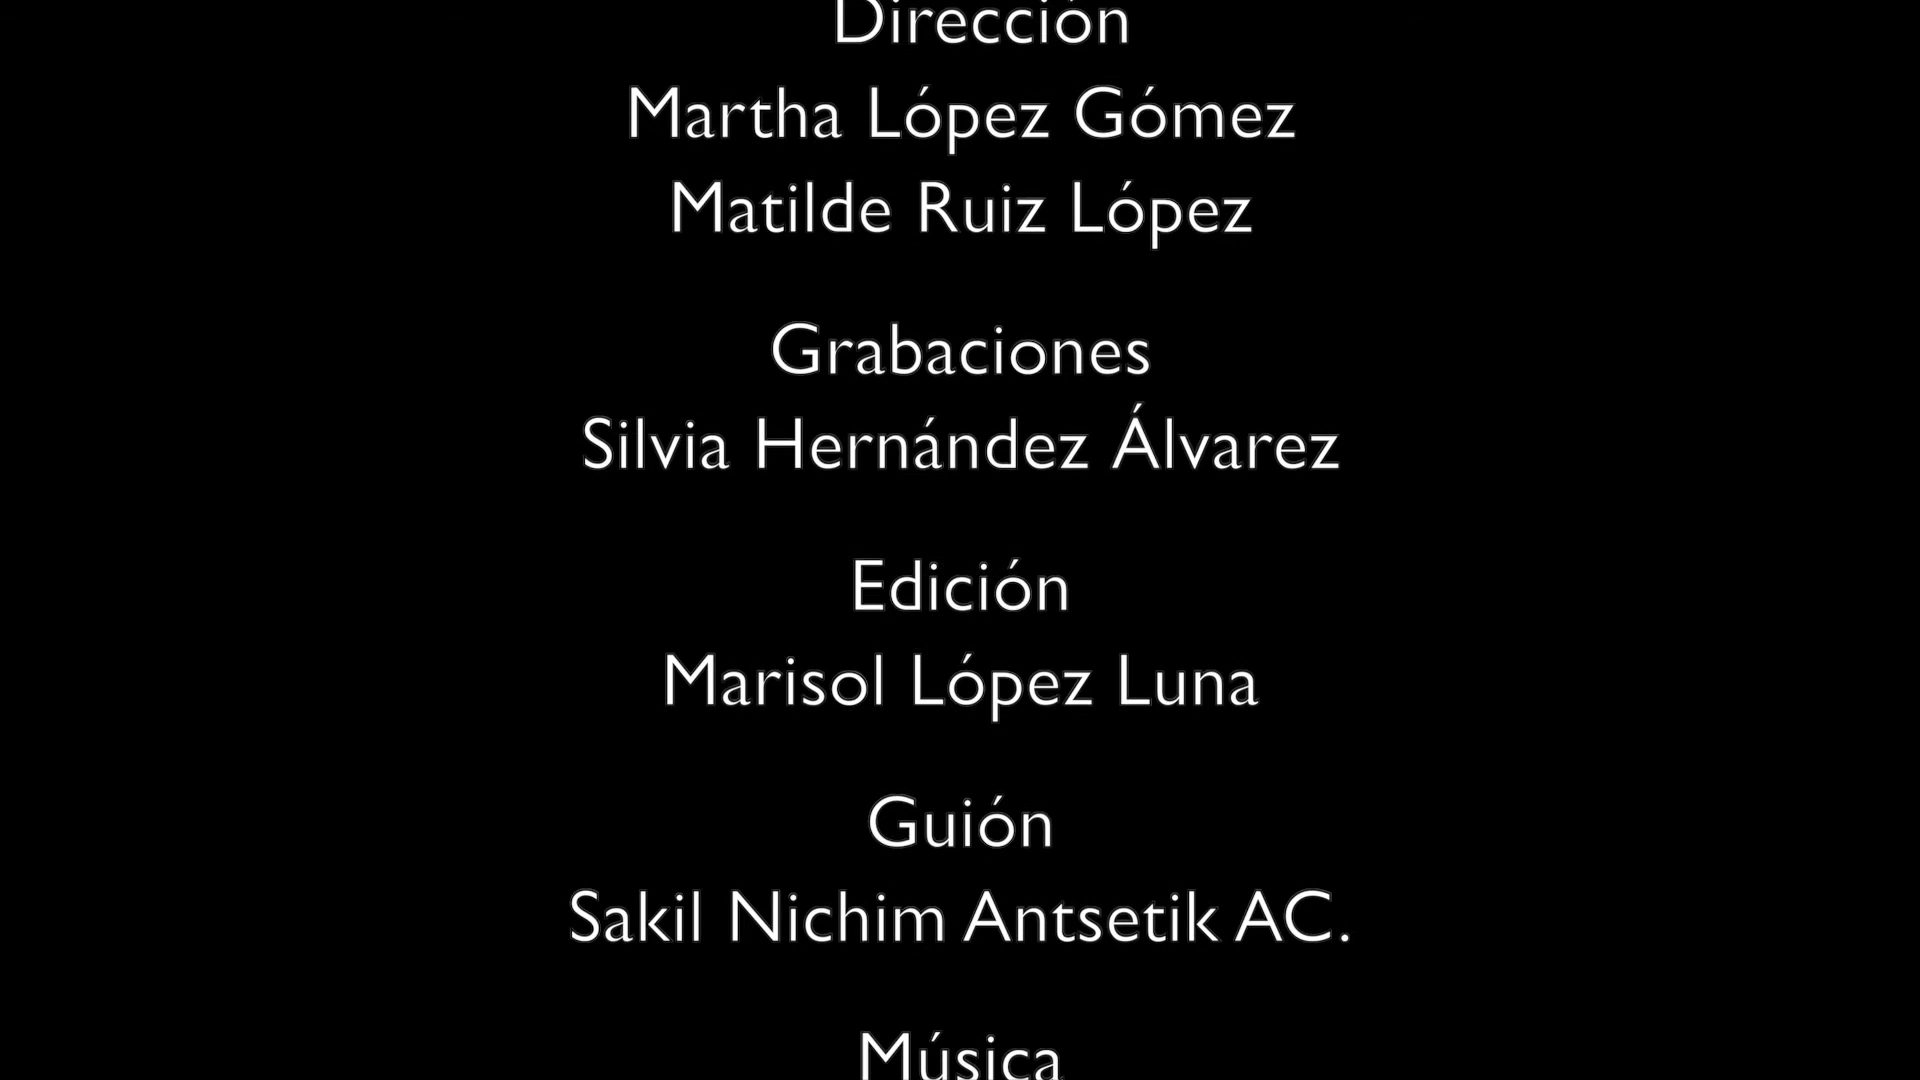 Dirección
Martha López Gómez
Matilde Ruiz López
Grabaciones
Silvia Hernández Álvarez
Edición
Marisol López Luna
Guión
Sakil Nichim Antsetik AC.
Música